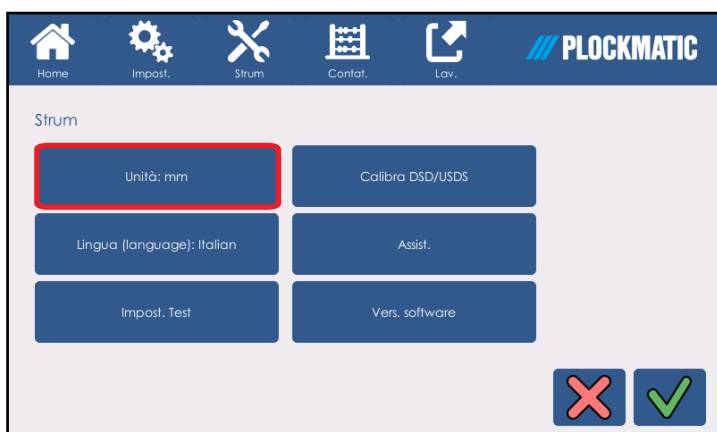 Home
Impost.
Strum
Contat.
Lav.
PLOCKMATIC
Strum
Unità: mm
Calibra DSD/USDS
Lingua (language): Italian
Assist.
Impost. Test
Vers. software